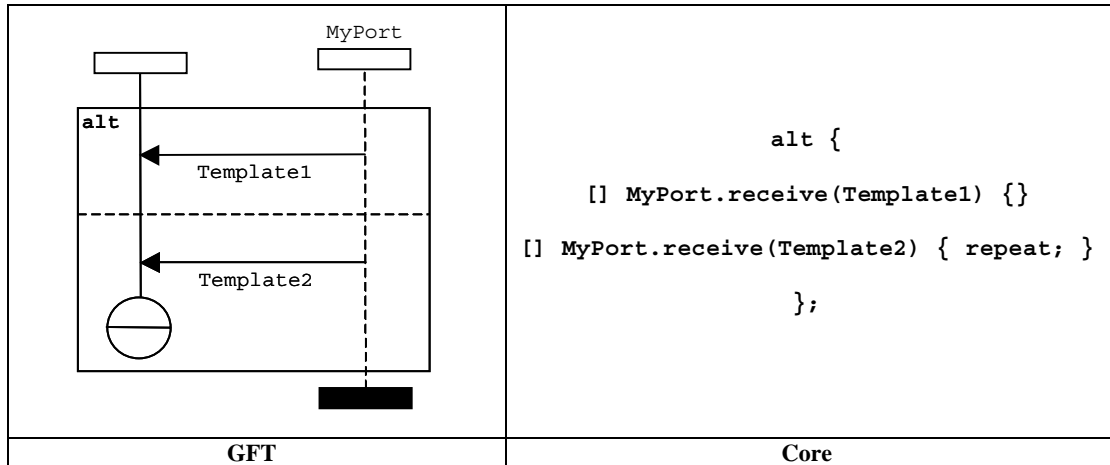 MyPort
alt
Template1
Template2
alt {
[] MyPort.receive(Template1) {}
[] MyPort.receive(Template2) { repeat; }
};
GFT
Core